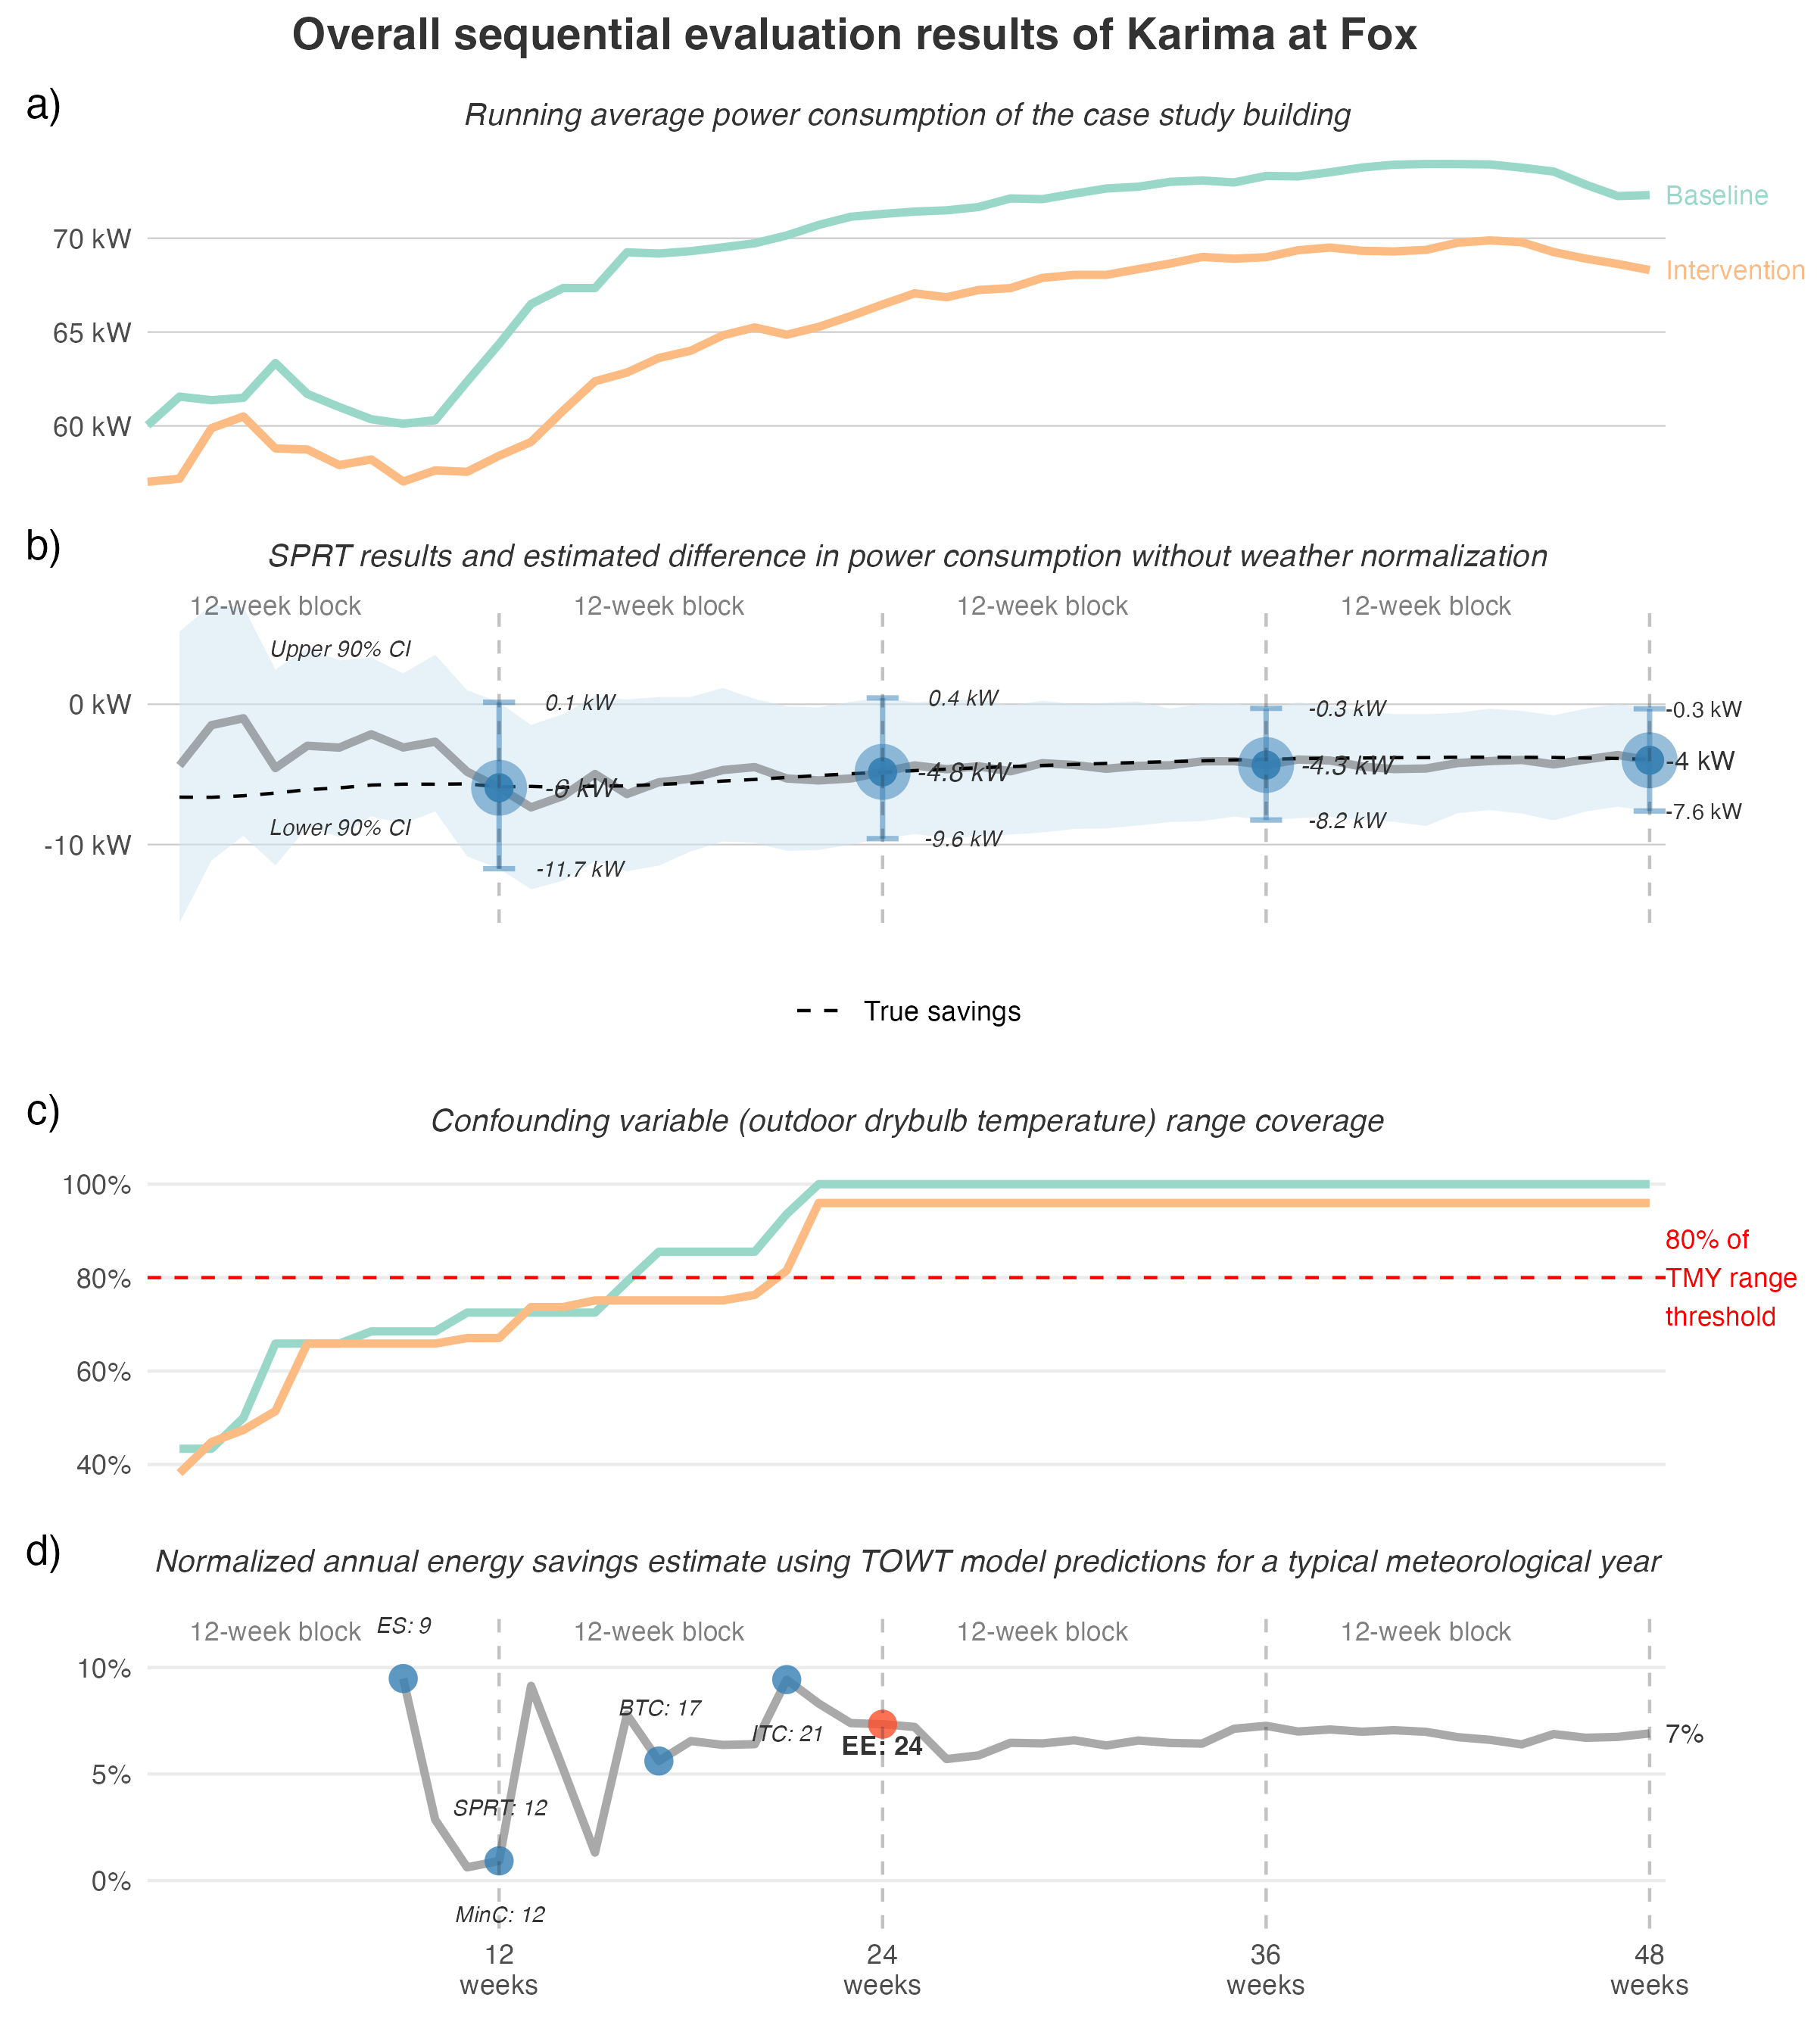 Overall sequential evaluation results of Karima at Fox
a)
Running average power consumption of the case study building
70 kW
65 kW
60 kW
Baseline
Intervention
b)
SPRT results and estimated difference in power consumption without weather normalization
12-week block
12-week block
12-week block
12-week block
Upper 90% CI
Lower 90% CI
0 kW
-10 kW
0.1 kW
-6 kW
-11.7 kW
0.4 kW
-4.8 kW
-9.6 kW
-0.3 kW
-4.3 kW
-8.2 kW
-0.3 kW
-4 kW
-7.6 kW
True savings
c)
Confounding variable (outdoor drybulb temperature) range coverage
100%
80%
60%
40%
80% of
TMY range
threshold
d)
Normalized annual energy savings estimate using TOWT model predictions for a typical meteorological year
12-week block
12-week block
12-week block
12-week block
10%
5%
0%
ES: 9
SPRT: 12
MinC: 12
BTC: 17
ITC: 21
EE: 24
7%
12
weeks
24
weeks
36
weeks
48
weeks